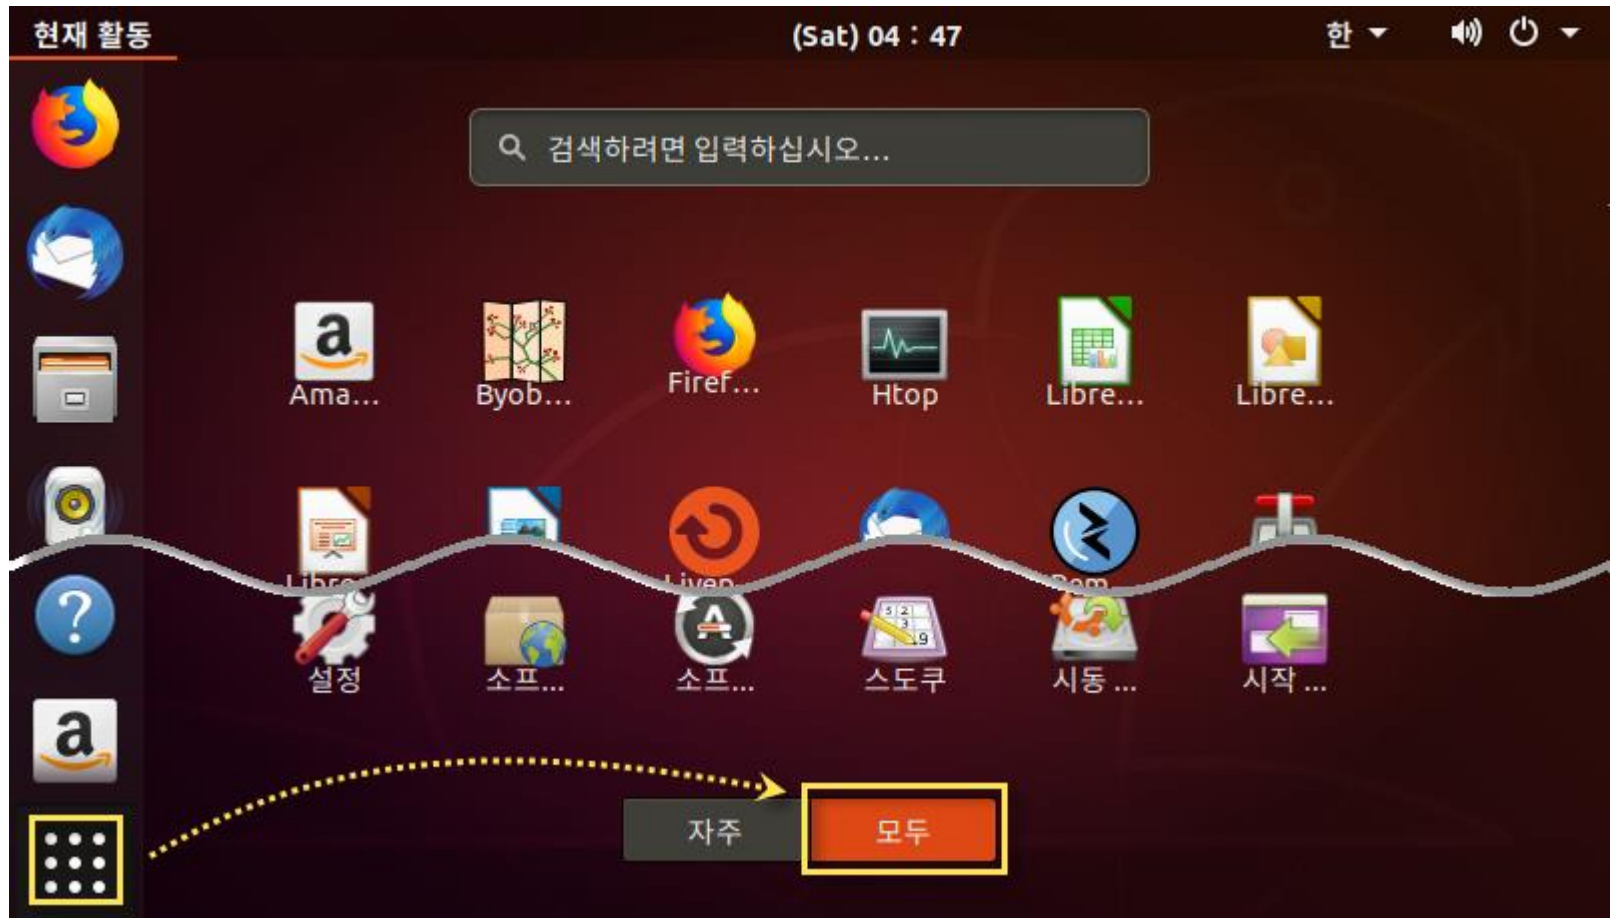 현재 활동
(Sat) 04 : 47
한
검색하려면 입력하십시오...
Ama...
Byob...
Firef...
Htop
Libre...
Libre...
설정
소프...
소프...
스도쿠
시동 ...
시작 ...
자주
모두